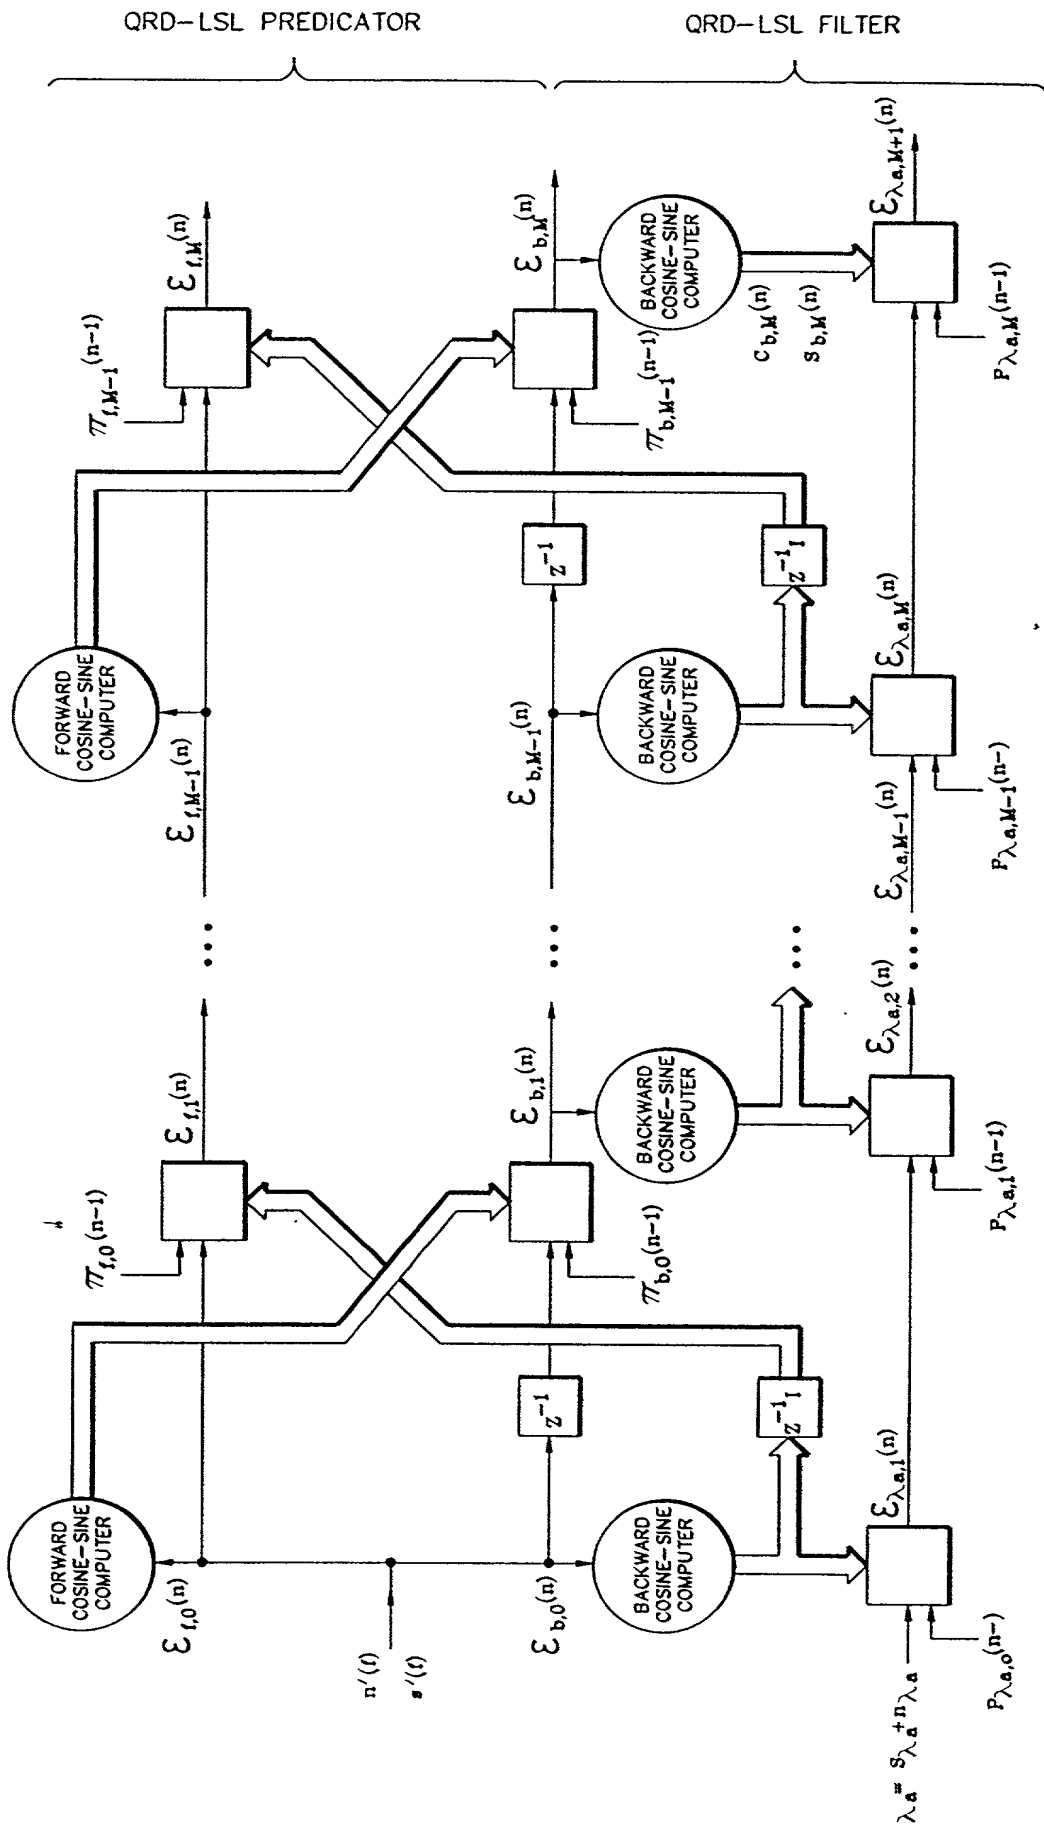 QRD-LSL PREDICATOR
QRD-LSL FILTER
FORWARD
COSINE-SINE
COMPUTER
ε_{f,0}(n)
n'(f)
s'(f)
ε_{b,0}(n)
BACKWARD
COSINE-SINE
COMPUTER
λ_a = s_{λa} + n_{λa}
P_{λa,0}(n-)
z^{-1}
z^{-1}I
ε_{λa,1}(n)
π_{f,0}(n-1)
π_{b,0}(n-1)
ε_{f,1}(n)
ε_{b,1}(n)
BACKWARD
COSINE-SINE
COMPUTER
P_{λa,1}(n-1)
ε_{λa,2}(n)
...
...
...
...
FORWARD
COSINE-SINE
COMPUTER
ε_{f,M-1}(n)
ε_{b,M-1}(n)
BACKWARD
COSINE-SINE
COMPUTER
ε_{λa,M-1}(n)
P_{λa,M-1}(n-)
z^{-1}
z^{-1}I
ε_{λa,M}(n)
π_{f,M-1}(n-1)
π_{b,M-1}(n-1)
ε_{f,M}(n)
ε_{b,M}(n)
BACKWARD
COSINE-SINE
COMPUTER
C_{b,M}(n)
S_{b,M}(n)
P_{λa,M}(n-1)
ε_{λa,M+1}(n)